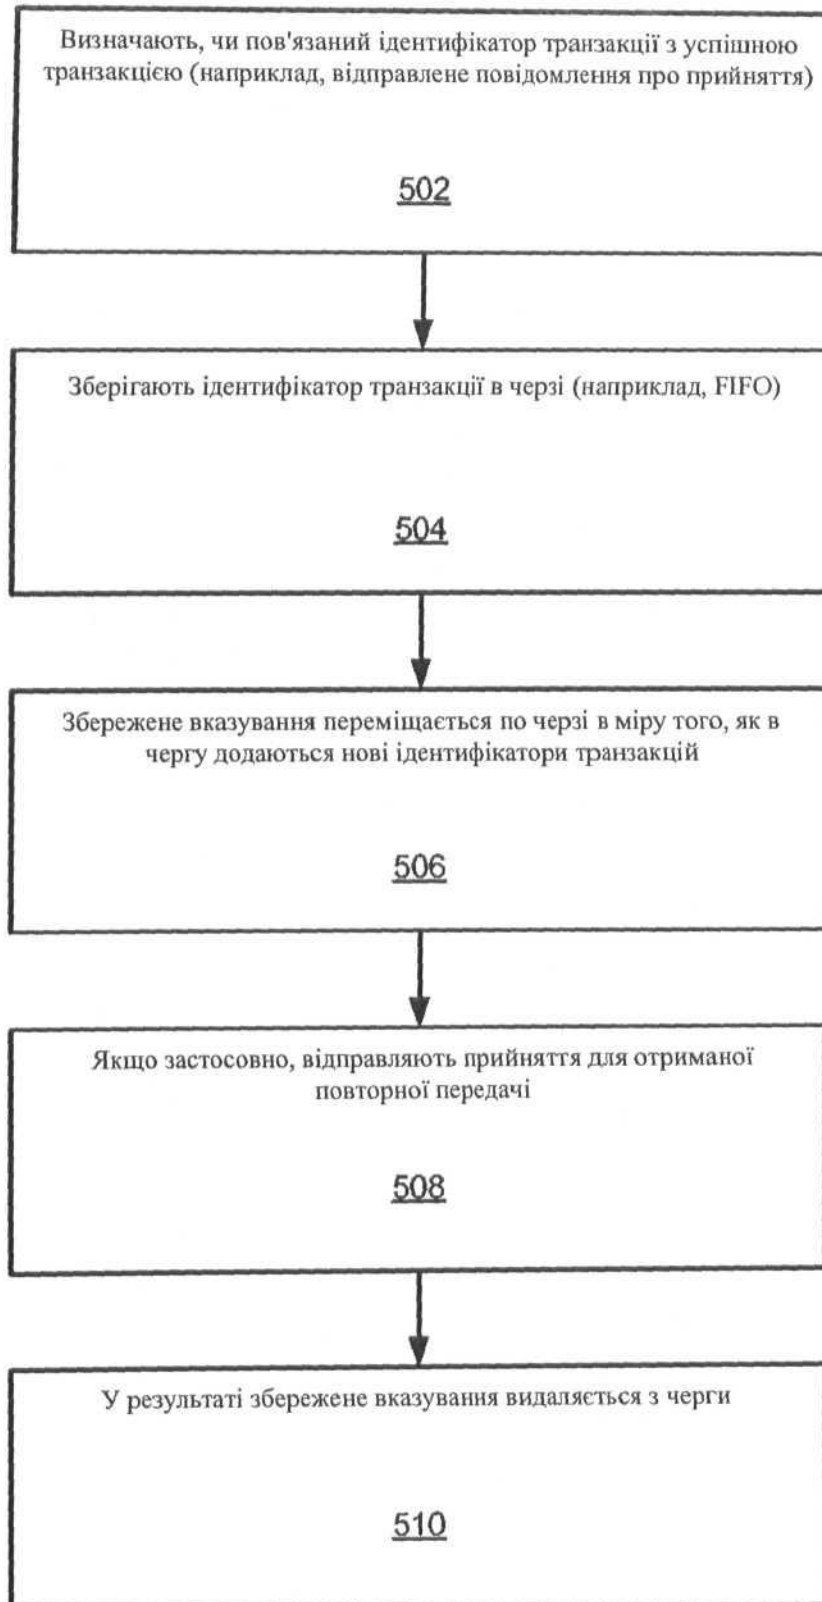 Визначають, чи пов'язаний ідентифікатор транзакції з успішною
транзакцією (наприклад, відправлене повідомлення про прийняття)
502
Зберігають ідентифікатор транзакції в черзі (наприклад, FIFO)
504
Збережене вказування переміщається по черзі в міру того, як в
чергу додаються нові ідентифікатори транзакцій
506
Якщо застосовно, відправляють прийняття для отриманої
повторної передачі
508
У результаті збережене вказування видаляється з черги
510